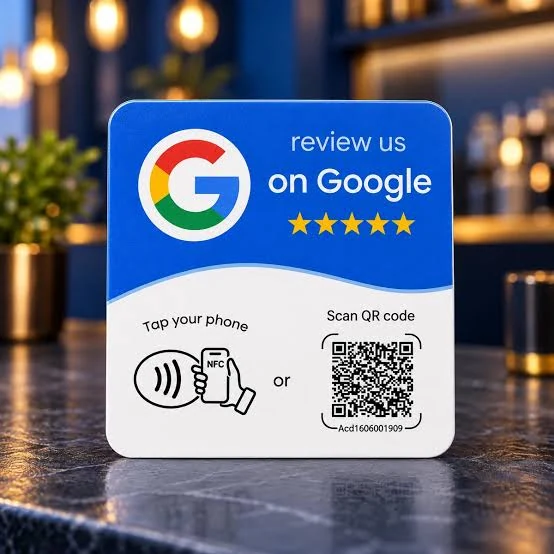 review us
on Google
Tap your phone
NFC
or
Scan QR code
Acd1606001909